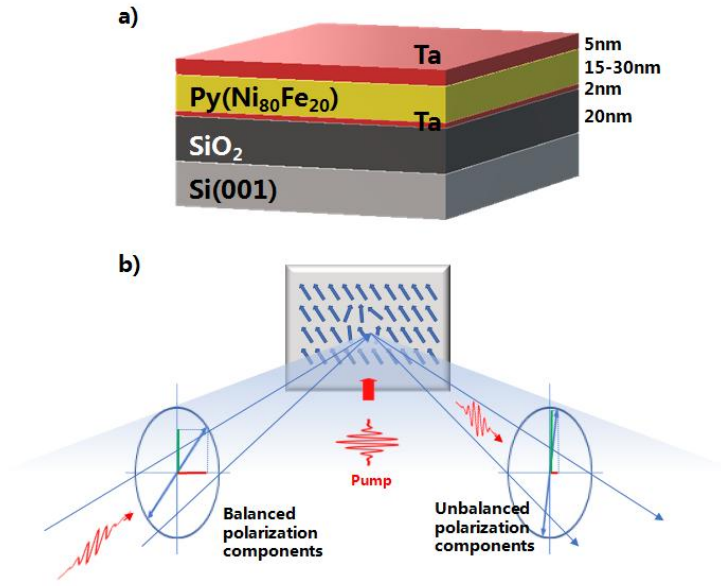 a)
Ta
5nm
Py(Ni₈₀Fe₂₀)
15-30nm
Ta
2nm
SiO₂
20nm
Si(001)
b)
Pump
Balanced
polarization
components
Unbalanced
polarization
components